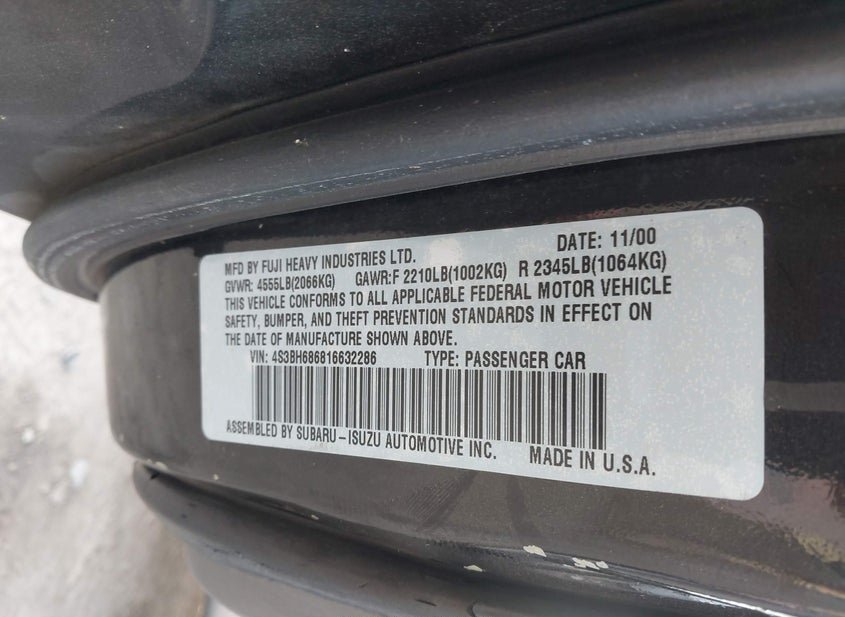 MFD BY FUJI HEAVY INDUSTRIES LTD. DATE: 11/00
GVWR: 4555LB(2066KG) GAWR:F 2210LB(1002KG) R 2345LB(1064KG)
THIS VEHICLE CONFORMS TO ALL APPLICABLE FEDERAL MOTOR VEHICLE
SAFETY, BUMPER, AND THEFT PREVENTION STANDARDS IN EFFECT ON
THE DATE OF MANUFACTURE SHOWN ABOVE.
VIN: 4S3BH686816632286 TYPE: PASSENGER CAR
ASSEMBLED BY SUBARU-ISUZU AUTOMOTIVE INC. MADE IN U.S.A.